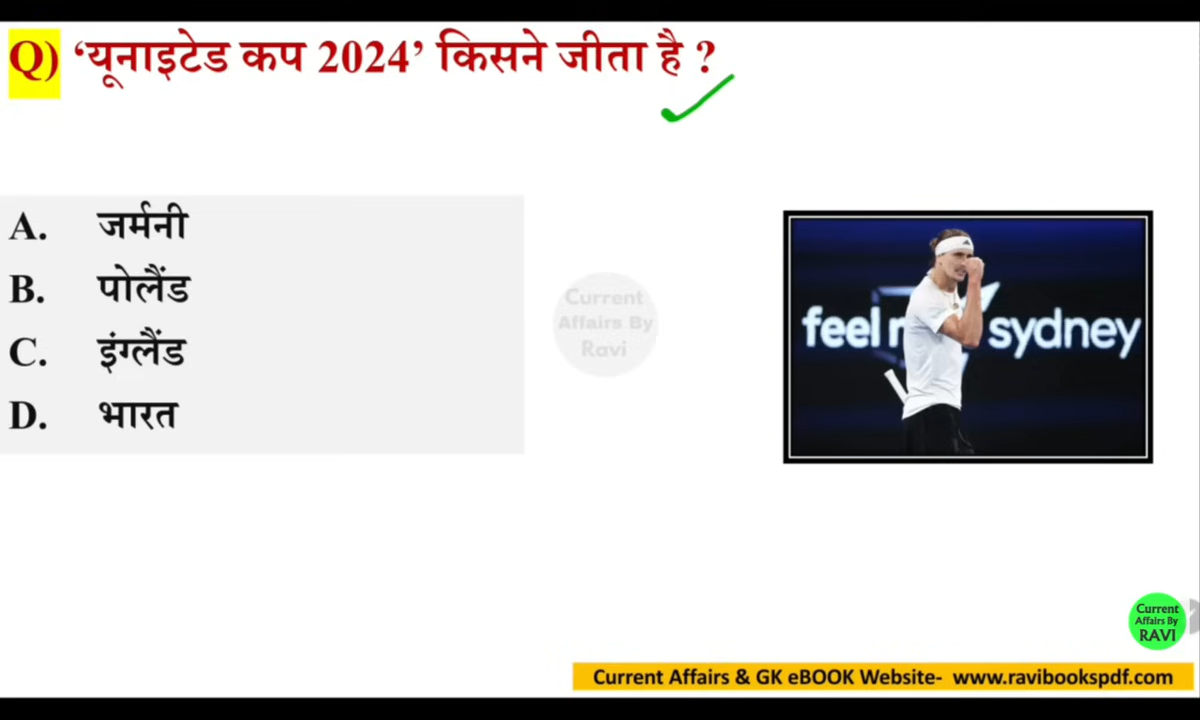 Q) ‘यूनाइटेड कप 2024’ किसने जीता है ?
A. जर्मनी
B. पोलैंड
C. इंग्लैंड
D. भारत
Current
Affairs By
Ravi
feel sydney
Current
Affairs By
RAVI
Current Affairs & GK eBOOK Website- www.ravibookspdf.com